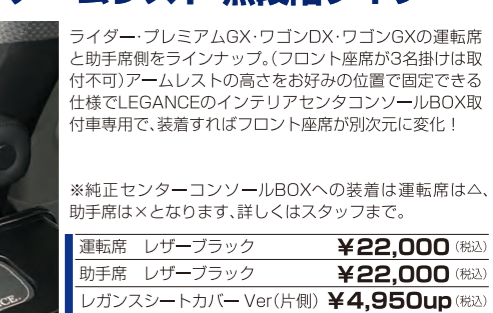 ライダー・プレミアムGX・ワゴンDX・ワゴンGXの運転席
と助手席側をラインナップ。(フロント座席が3名掛けは取
付不可)アームレストの高さをお好みの位置で固定できる
仕様でLEGANCEのインテリアセンタコンソールBOX取
付車専用で、装着すればフロント座席が別次元に変化！
※純正センターコンソールBOXへの装着は運転席は△、
助手席は×となります、詳しくはスタッフまで。
運転席 レザーブラック ¥22,000(税込)
助手席 レザーブラック ¥22,000(税込)
レガンスシートカバー Ver(片側) ¥4,950up(税込)